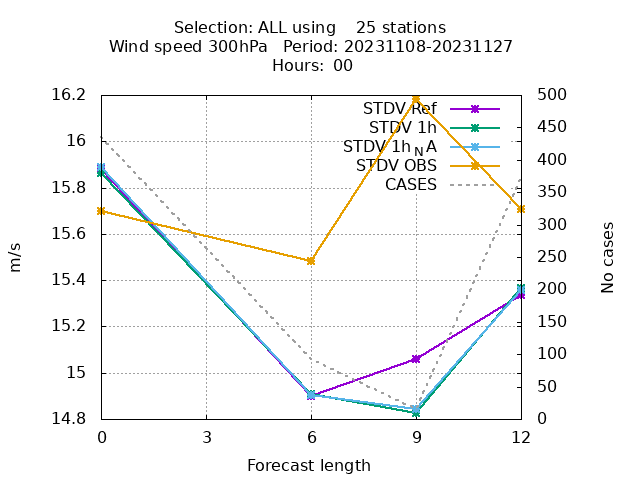 Selection: ALL using 25 stations
Wind speed 300hPa Period: 20231108-20231127
Hours: 00
16.2
16
15.8
15.6
15.4
15.2
15
14.8
m/s
STDV Ref
STDV 1h
STDV 1h_NA
STDV OBS
CASES
500
450
400
350
300
250
200
150
100
50
0
No cases
0 3 6 9 12
Forecast length